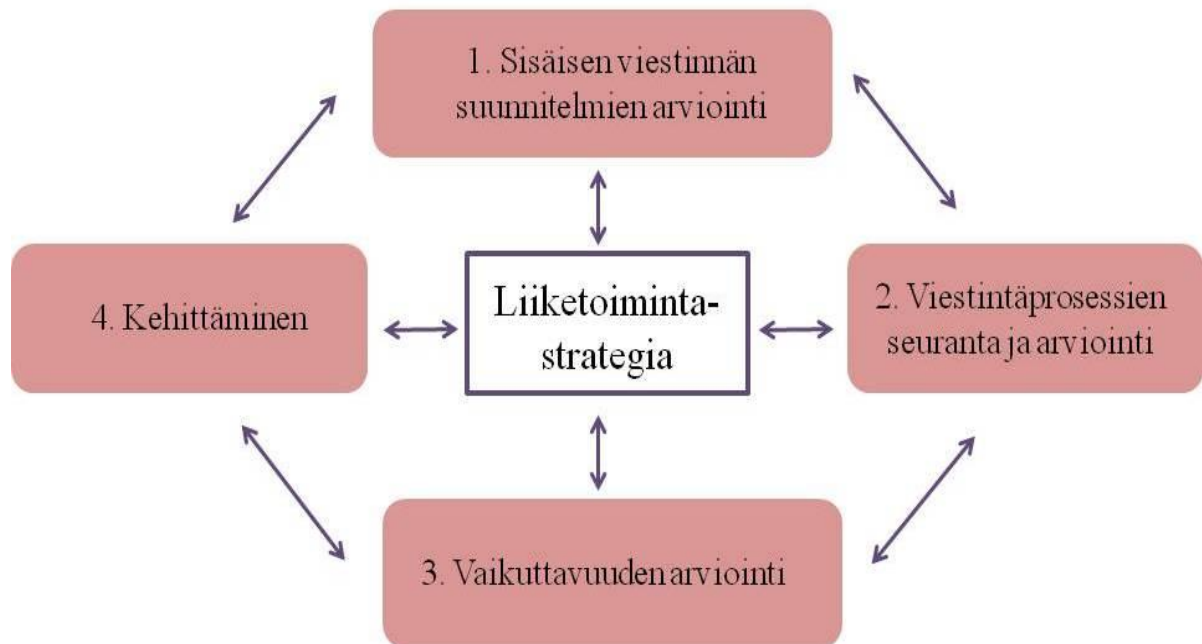 1. Sisäisen viestinnän
suunnitelmien arviointi
4. Kehittäminen
Liiketoiminta-
strategia
2. Viestintäprosessien
seuranta ja arviointi
3. Vaikuttavuuden arviointi